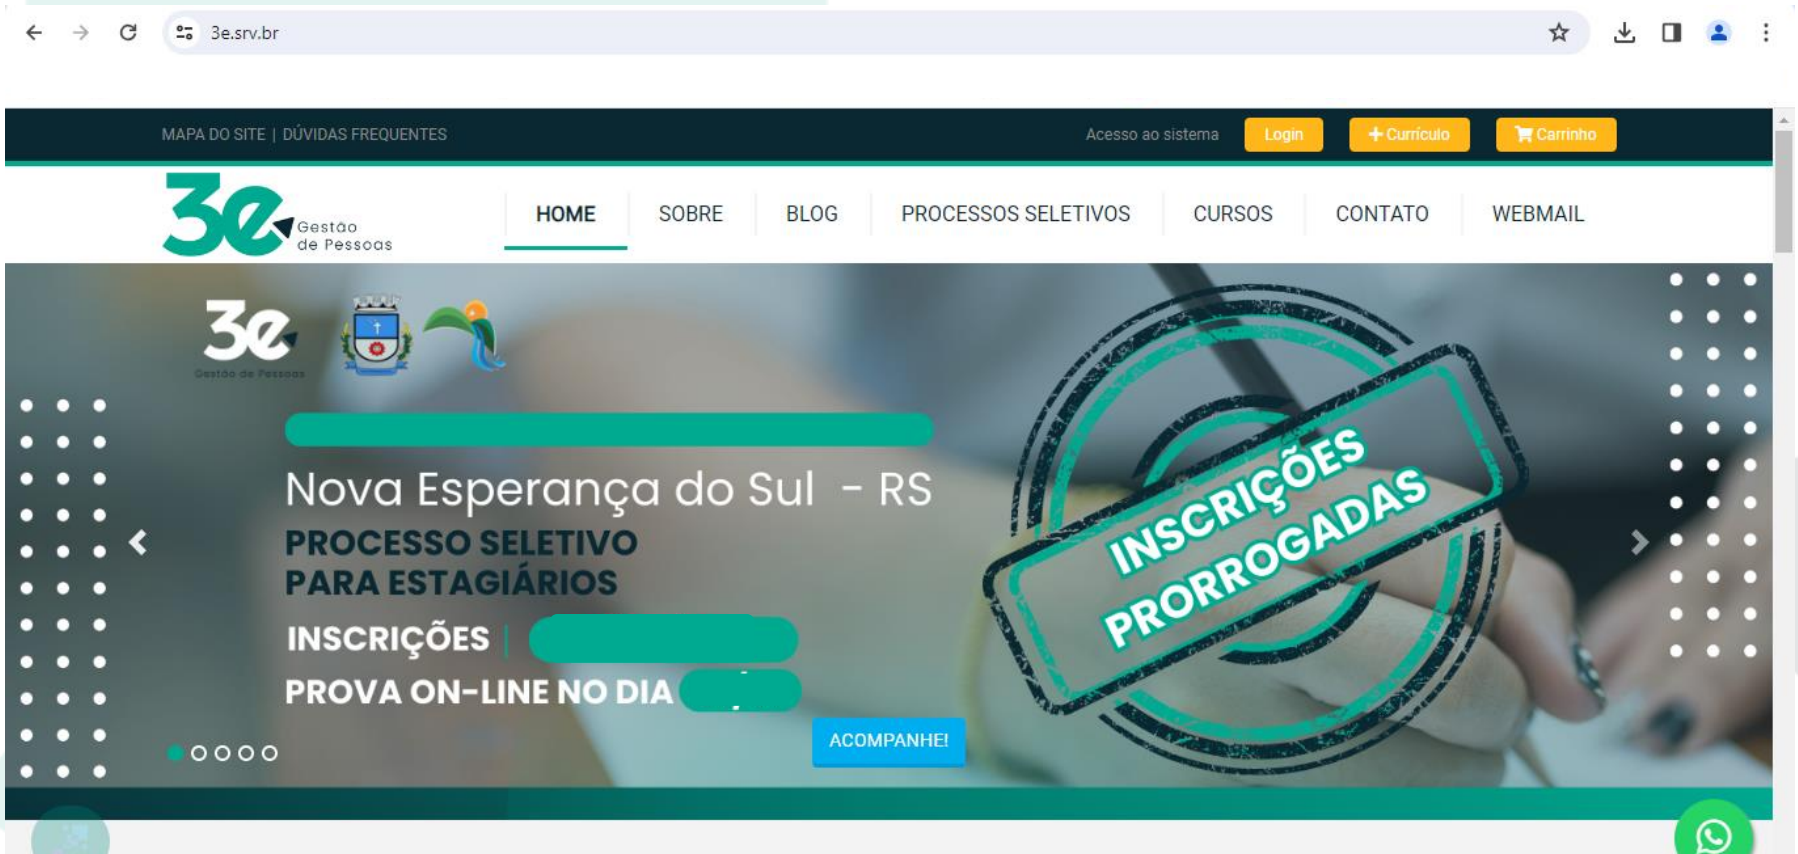 3e.srv.br
MAPA DO SITE | DÚVIDAS FREQUENTES
Acesso ao sistema
Login
+ Currículo
Carrinho
3e Gestão
de Pessoas
HOME
SOBRE
BLOG
PROCESSOS SELETIVOS
CURSOS
CONTATO
WEBMAIL
3e
Gestão de Pessoas
Nova Esperança do Sul - RS
PROCESSO SELETIVO
PARA ESTAGIÁRIOS
INSCRIÇÕES |
PROVA ON-LINE NO DIA
INSCRIÇÕES
PRORROGADAS
ACOMPANHE!